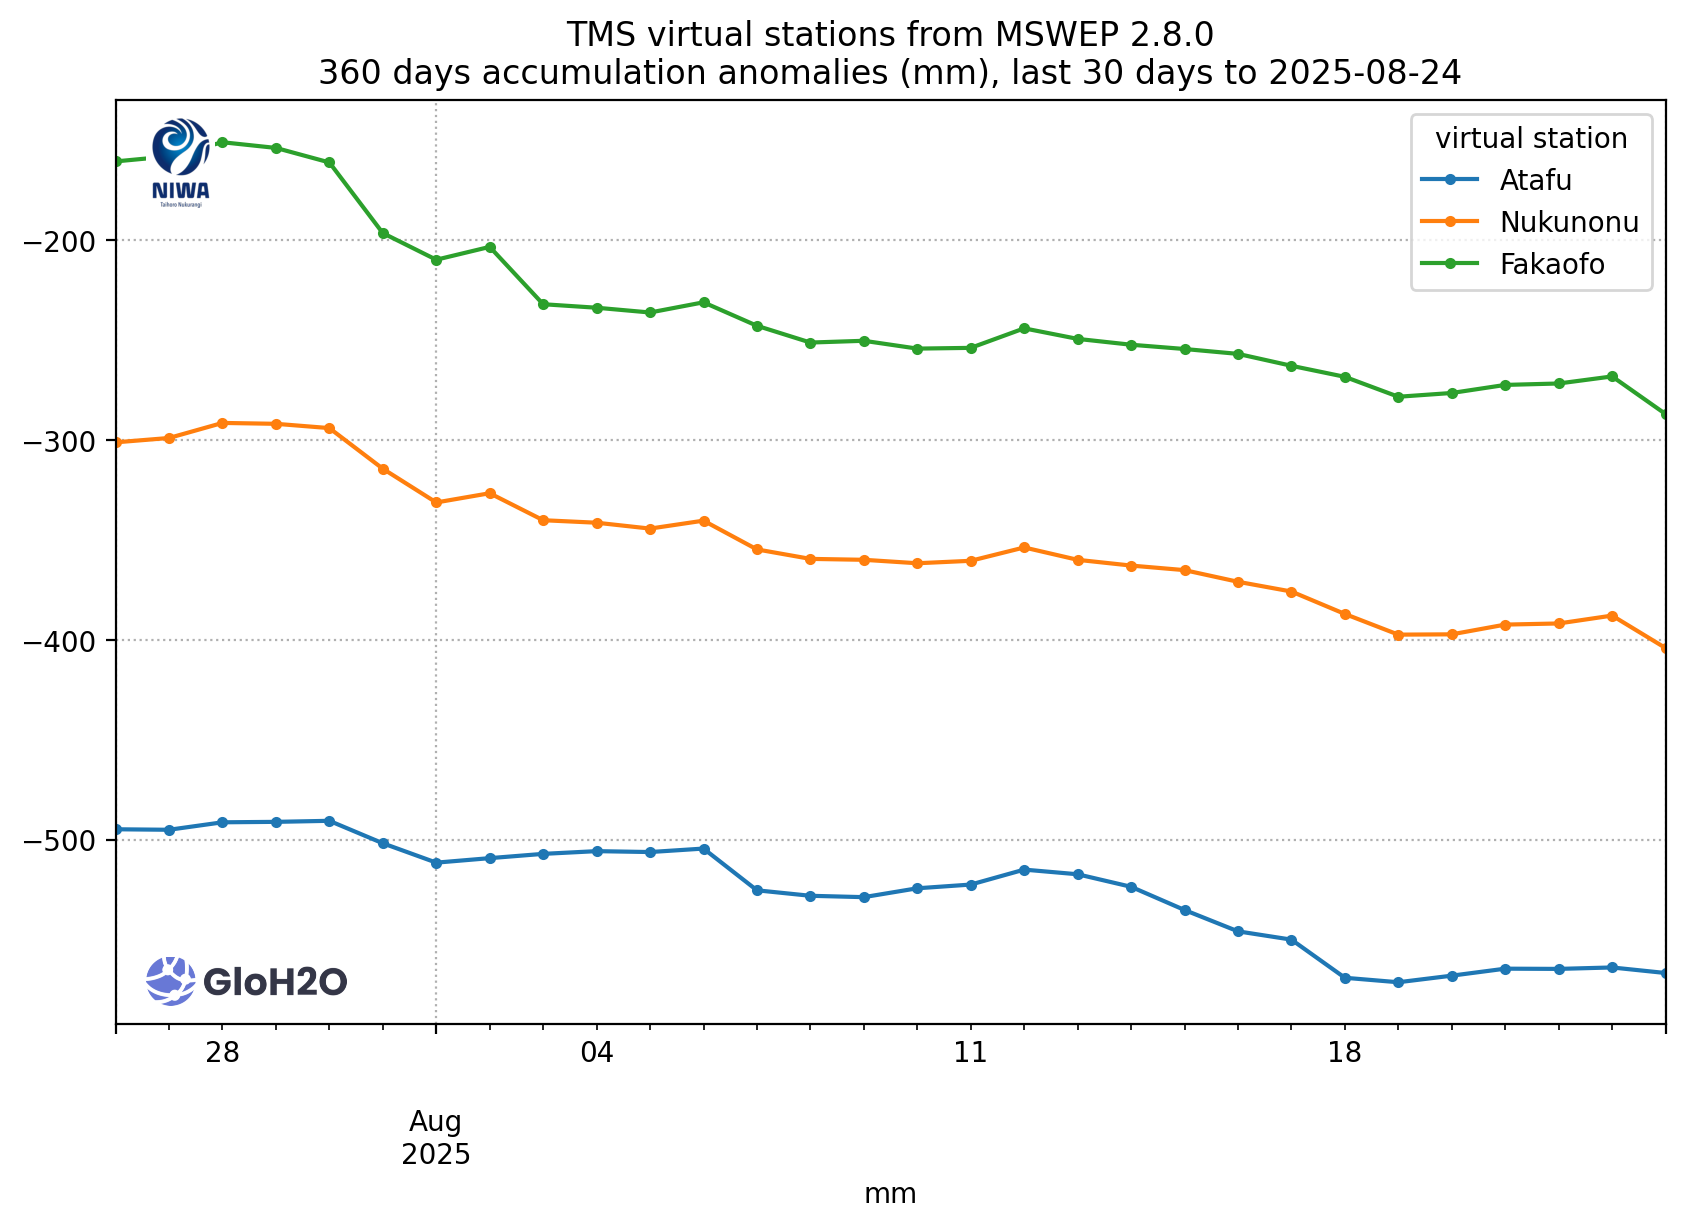 TMS virtual stations from MSWEP 2.8.0
360 days accumulation anomalies (mm), last 30 days to 2025-08-24
virtual station
Atafu
Nukunonu
Fakaofo
NIWA
Taihoro Nukurangi
−200
−300
−400
−500
GloH2O
28
04
11
18
Aug
2025
mm